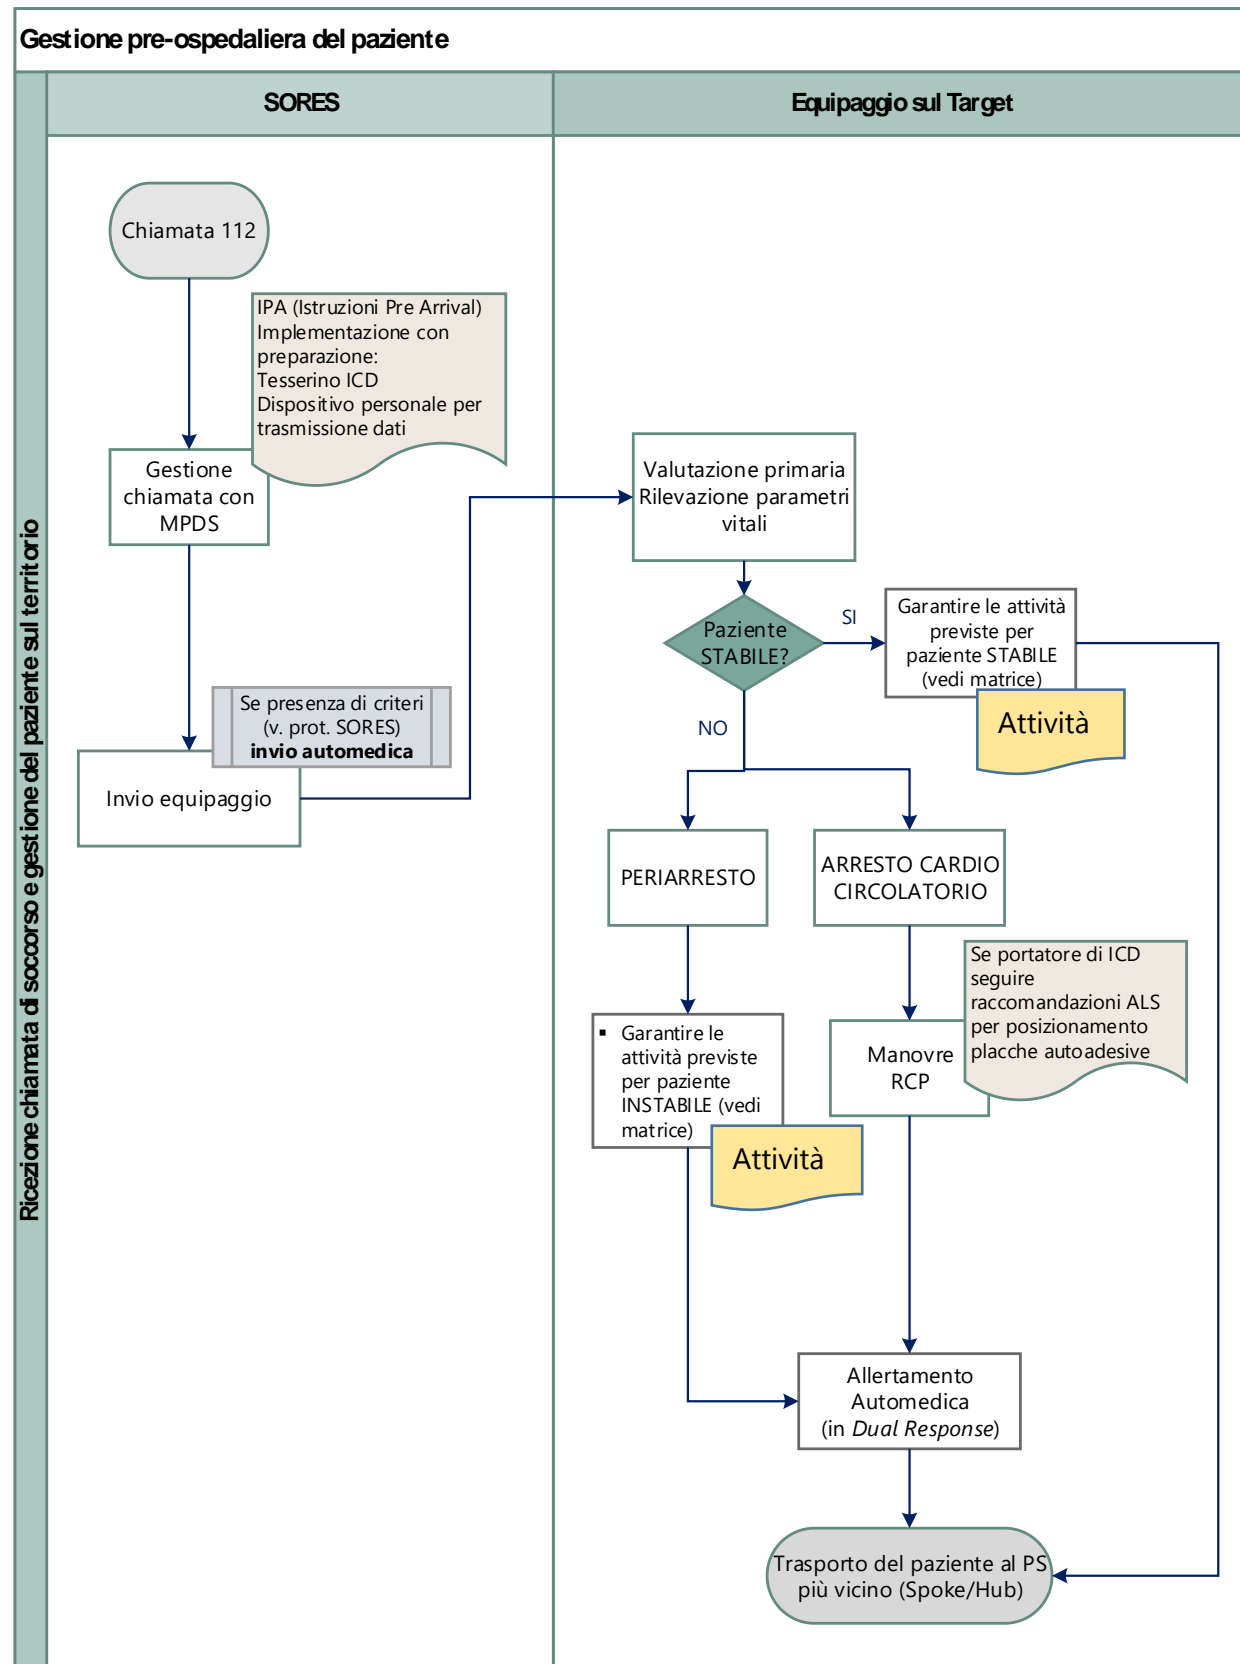 Gestione pre-ospedaliera del paziente
Ricezione chiamata di soccorso e gestione del paziente sul territorio
SORES
Equipaggio sul Target
Chiamata 112
IPA (Istruzioni Pre Arrival)
Implementazione con
preparazione:
Tesserino ICD
Dispositivo personale per
trasmissione dati
Gestione
chiamata con
MPDS
Se presenza di criteri
(v. prot. SORES)
invio automedica
Invio equipaggio
Valutazione primaria
Rilevazione parametri
vitali
Paziente
STABILE?
SI
Garantire le attività
previste per
paziente STABILE
(vedi matrice)
Attività
NO
PERIARRESTO
ARRESTO CARDIO
CIRCOLATORIO
Se portatore di ICD
seguire
raccomandazioni ALS
per posizionamento
placche autoadesive
▪ Garantire le
attività previste
per paziente
INSTABILE (vedi
matrice)
Attività
Manovre
RCP
Allertamento
Automedica
(in Dual Response)
Trasporto del paziente al PS
più vicino (Spoke/Hub)